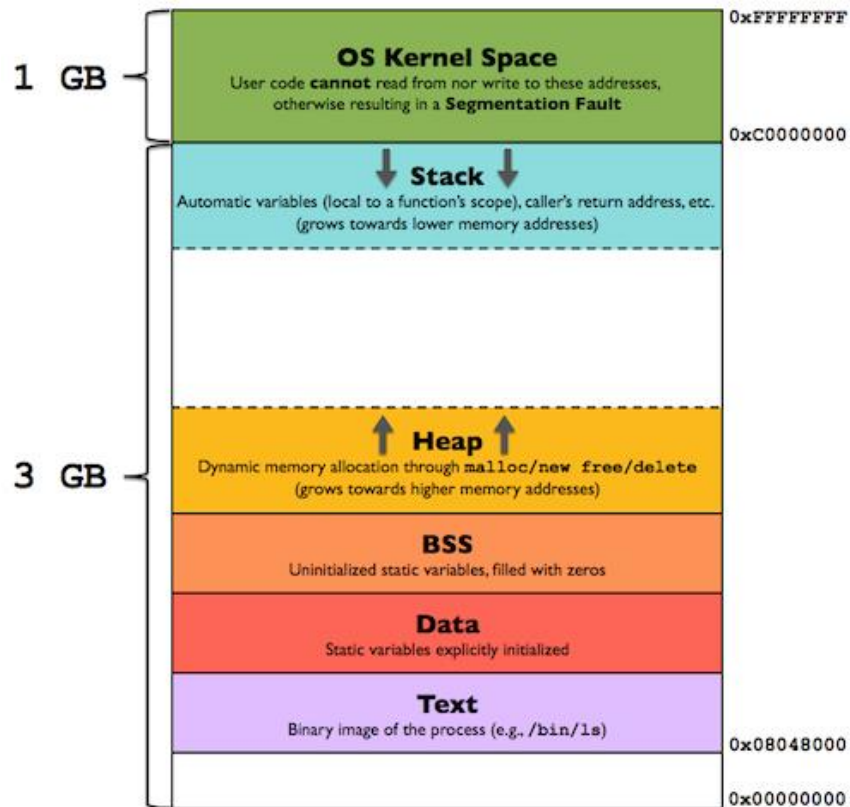 0xFFFFFFFF
OS Kernel Space
1 GB
User code cannot read from nor write to these addresses,
otherwise resulting in a Segmentation Fault
0xC0000000
Stack
Automatic variables (local to a function's scope), caller's return address, etc.
(grows towards lower memory addresses)
Heap
3 GB
Dynamic memory allocation through malloc/new free/delete
(grows towards higher memory addresses)
BSS
Uninitialized static variables, filled with zeros
Data
Static variables explicitly initialized
Text
Binary image of the process (e.g., /bin/ls)
0x08048000
0x00000000